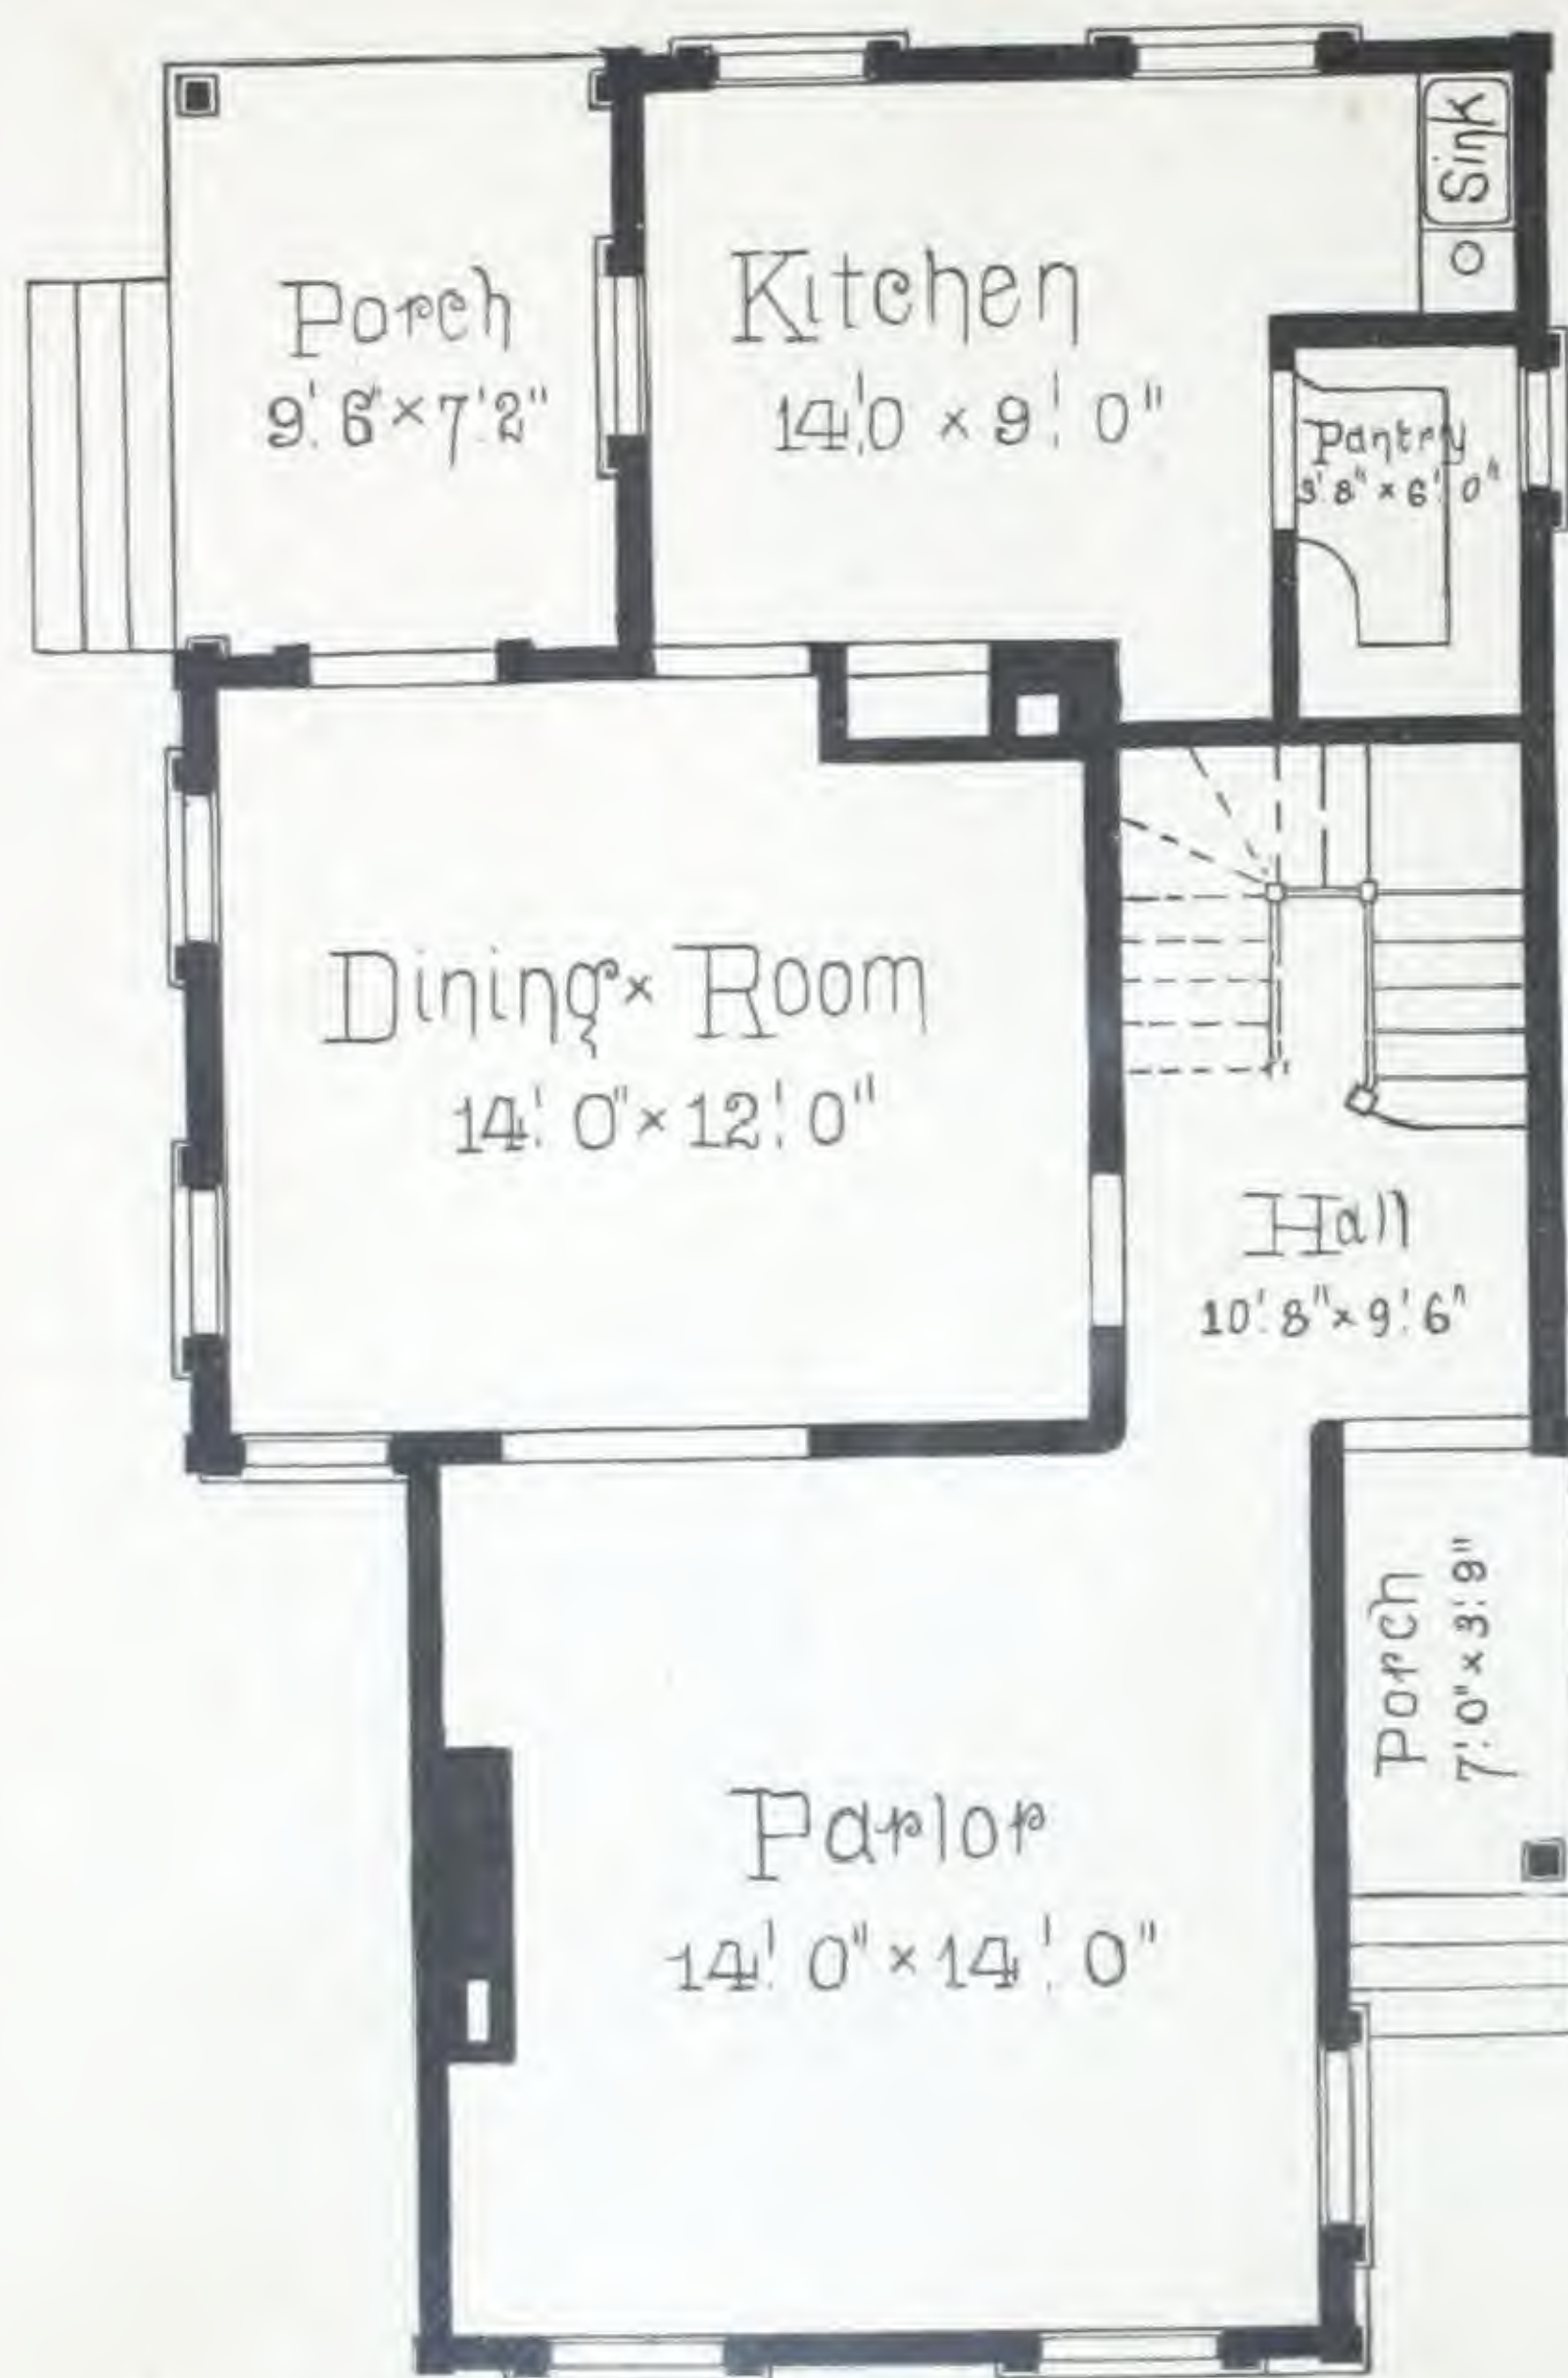 Sink
Porch
9' 6" × 7' 2"
Kitchen
14' 0 × 9' 0"
Pantry
3' 8" × 6' 0"
Dining × Room
14' 0" × 12' 0"
Hall
10' 8" × 9' 6"
Porch
7' 0" × 3' 9"
Parlor
14' 0" × 14' 0"